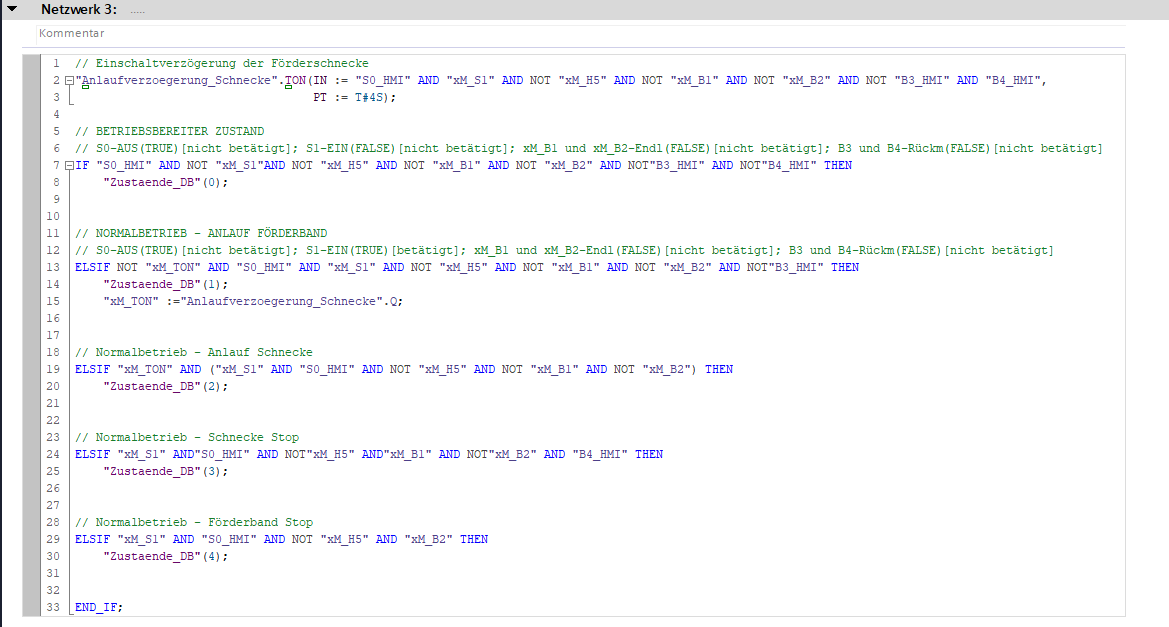 Netzwerk 3: .....
Kommentar
1 // Einschaltverzögerung der Förderschnecke
2 "Anlaufverzoegerung_Schnecke".TON(IN := "S0_HMI" AND "xM_S1" AND NOT "xM_H5" AND NOT "xM_B1" AND NOT "xM_B2" AND NOT "B3_HMI" AND "B4_HMI",
3 PT := T#4S);
4
5 // BETRIEBSBEREITER ZUSTAND
6 // S0-AUS(TRUE)[nicht betätigt]; S1-EIN(FALSE)[nicht betätigt]; xM_B1 und xM_B2-Endl(FALSE)[nicht betätigt]; B3 und B4-Rückm(FALSE)[nicht betätigt]
7 IF "S0_HMI" AND NOT "xM_S1"AND NOT "xM_H5" AND NOT "xM_B1" AND NOT "xM_B2" AND NOT"B3_HMI" AND NOT"B4_HMI" THEN
8 "Zustaende_DB"(0);
9
10
11 // NORMALBETRIEB - ANLAUF FÖRDERBAND
12 // S0-AUS(TRUE)[nicht betätigt]; S1-EIN(TRUE)[betätigt]; xM_B1 und xM_B2-Endl(FALSE)[nicht betätigt]; B3 und B4-Rückm(FALSE)[nicht betätigt]
13 ELSIF NOT "xM_TON" AND "S0_HMI" AND "xM_S1" AND NOT "xM_H5" AND NOT "xM_B1" AND NOT "xM_B2" AND NOT"B3_HMI" THEN
14 "Zustaende_DB"(1);
15 "xM_TON" :="Anlaufverzoegerung_Schnecke".Q;
16
17
18 // Normalbetrieb - Anlauf Schnecke
19 ELSIF "xM_TON" AND ("xM_S1" AND "S0_HMI" AND NOT "xM_H5" AND NOT "xM_B1" AND NOT "xM_B2") THEN
20 "Zustaende_DB"(2);
21
22
23 // Normalbetrieb - Schnecke Stop
24 ELSIF "xM_S1" AND"S0_HMI" AND NOT"xM_H5" AND"xM_B1" AND NOT"xM_B2" AND "B4_HMI" THEN
25 "Zustaende_DB"(3);
26
27
28 // Normalbetrieb - Förderband Stop
29 ELSIF "xM_S1" AND "S0_HMI" AND NOT "xM_H5" AND "xM_B2" THEN
30 "Zustaende_DB"(4);
31
32
33 END_IF;